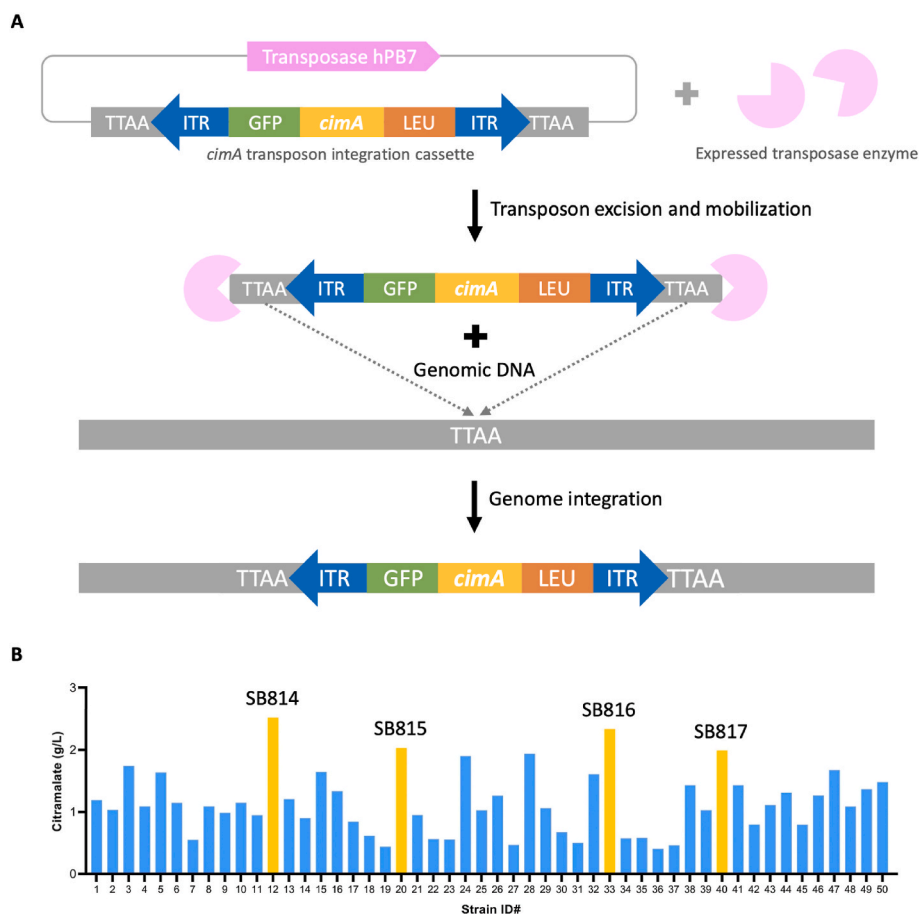 A
Transposase hPB7
TTAA ITR GFP cimA LEU ITR TTAA
cimA transposon integration cassette
Expressed transposase enzyme
Transposon excision and mobilization
TTAA ITR GFP cimA LEU ITR TTAA
Genomic DNA
TTAA
Genome integration
TTAA ITR GFP cimA LEU ITR TTAA
B
Citramalate (g/L)
3
2
1
0
SB814
SB815
SB816
SB817
1 2 3 4 5 6 7 8 9 10 11 12 13 14 15 16 17 18 19 20 21 22 23 24 25 26 27 28 29 30 31 32 33 34 35 36 37 38 39 40 41 42 43 44 45 46 47 48 49 50
Strain ID#